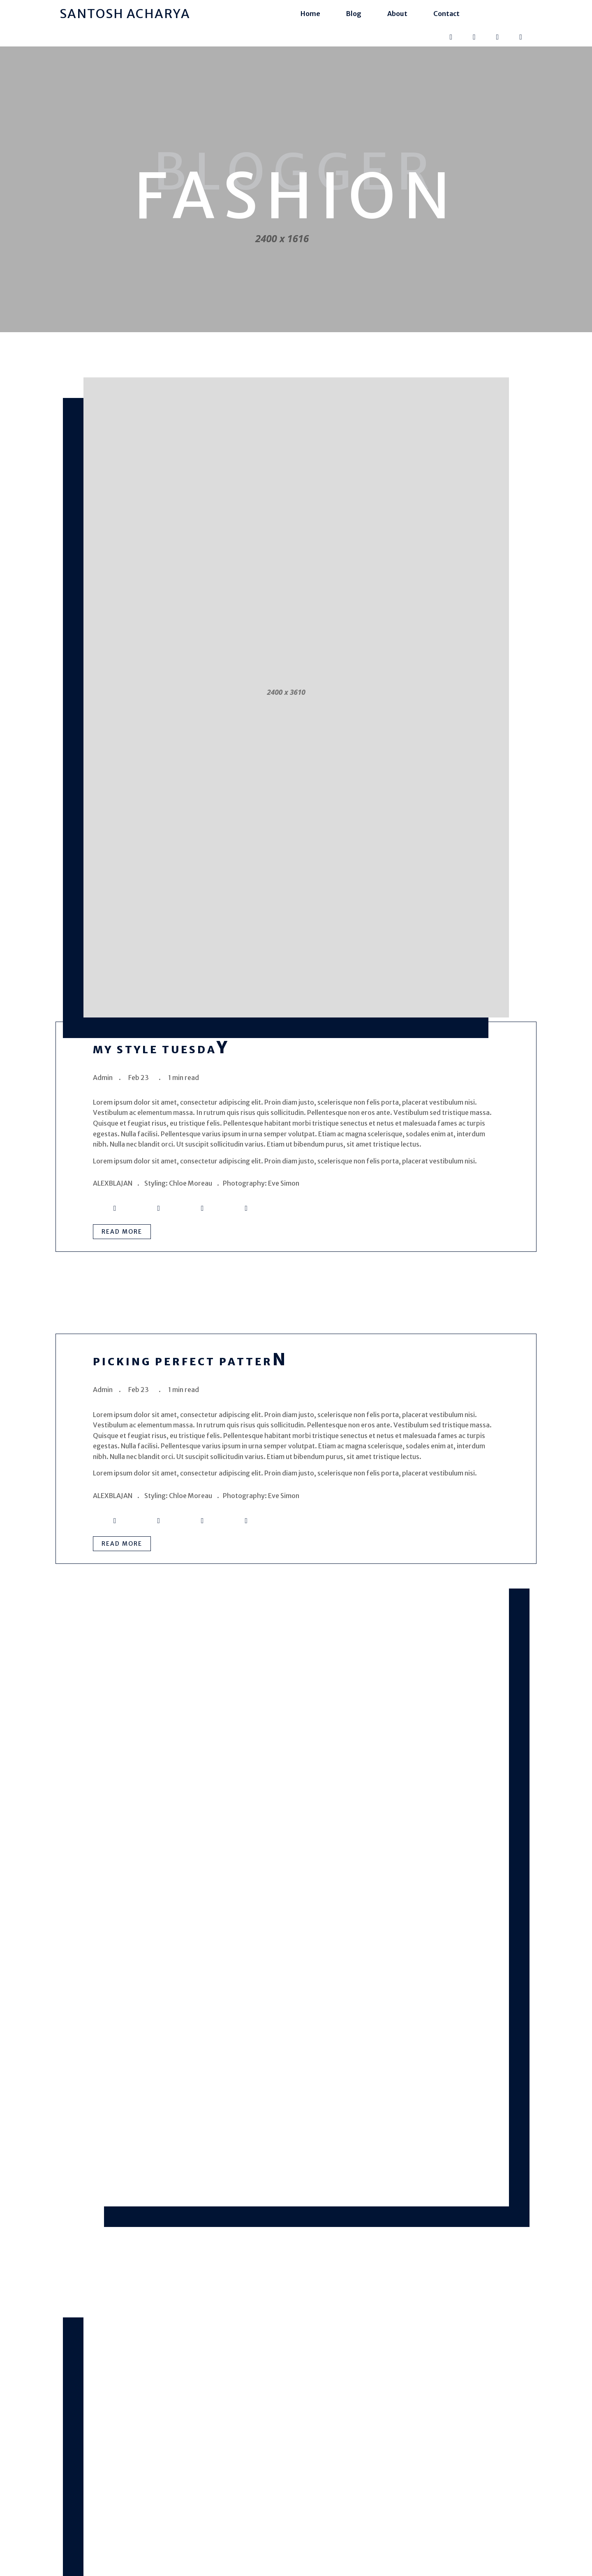 SANTOSH ACHARYA
Home Blog About Contact
BLOGGER
FASHION
2400 x 1616
2400 x 3610
MY STYLE TUESDAY
Admin . Feb 23 . 1 min read
Lorem ipsum dolor sit amet, consectetur adipiscing elit. Proin diam justo, scelerisque non felis porta, placerat vestibulum nisi.
Vestibulum ac elementum massa. In rutrum quis risus quis sollicitudin. Pellentesque non eros ante. Vestibulum sed tristique massa.
Quisque et feugiat risus, eu tristique felis. Pellentesque habitant morbi tristique senectus et netus et malesuada fames ac turpis
egestas. Nulla facilisi. Pellentesque varius ipsum in urna semper volutpat. Etiam ac magna scelerisque, sodales enim at, interdum
nibh. Nulla nec blandit orci. Ut suscipit sollicitudin varius. Etiam ut bibendum purus, sit amet tristique lectus.
Lorem ipsum dolor sit amet, consectetur adipiscing elit. Proin diam justo, scelerisque non felis porta, placerat vestibulum nisi.
ALEXBLAJAN . Styling: Chloe Moreau . Photography: Eve Simon
READ MORE
PICKING PERFECT PATTERN
Admin . Feb 23 . 1 min read
Lorem ipsum dolor sit amet, consectetur adipiscing elit. Proin diam justo, scelerisque non felis porta, placerat vestibulum nisi.
Vestibulum ac elementum massa. In rutrum quis risus quis sollicitudin. Pellentesque non eros ante. Vestibulum sed tristique massa.
Quisque et feugiat risus, eu tristique felis. Pellentesque habitant morbi tristique senectus et netus et malesuada fames ac turpis
egestas. Nulla facilisi. Pellentesque varius ipsum in urna semper volutpat. Etiam ac magna scelerisque, sodales enim at, interdum
nibh. Nulla nec blandit orci. Ut suscipit sollicitudin varius. Etiam ut bibendum purus, sit amet tristique lectus.
Lorem ipsum dolor sit amet, consectetur adipiscing elit. Proin diam justo, scelerisque non felis porta, placerat vestibulum nisi.
ALEXBLAJAN . Styling: Chloe Moreau . Photography: Eve Simon
READ MORE